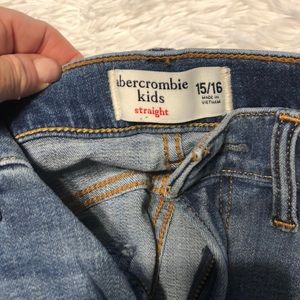 abercrombie
kids
straight
15/16
MADE IN
VIETNAM